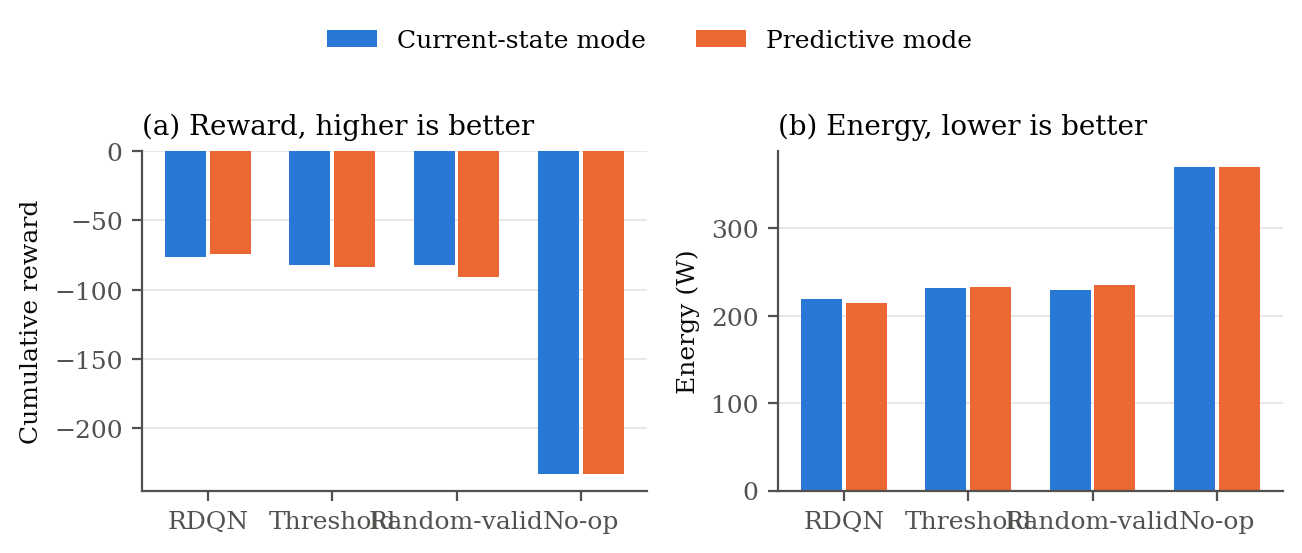 Current-state mode Predictive mode
(a) Reward, higher is better
Cumulative reward
0
−50
−100
−150
−200
RDQN Threshold Random-valid No-op
(b) Energy, lower is better
Energy (W)
300
200
100
0
RDQN Threshold Random-valid No-op